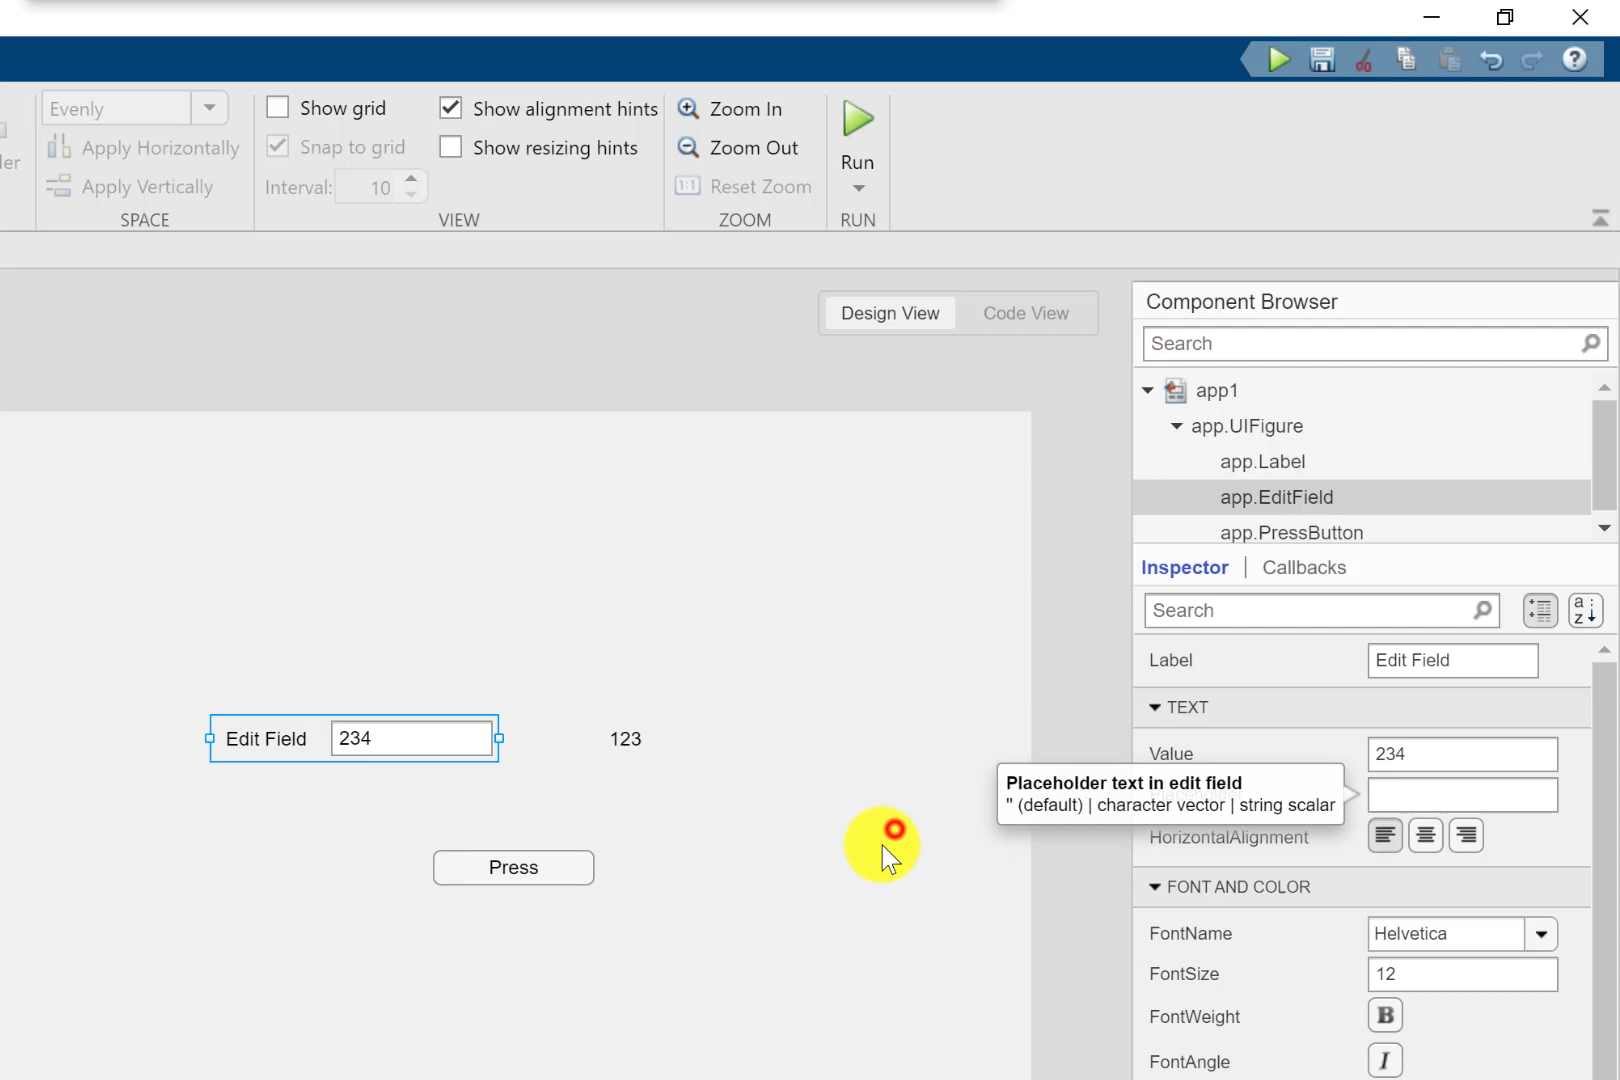 Evenly
Show grid
Show alignment hints
Zoom In
Apply Horizontally
Snap to grid
Show resizing hints
Zoom Out
Run
ler
Apply Vertically
Interval: 10
1:1 Reset Zoom
SPACE
VIEW
ZOOM
RUN
Design View
Code View
Component Browser
Search
app1
app.UIFigure
app.Label
app.EditField
app.PressButton
Inspector | Callbacks
Search
a
z
Label
Edit Field
TEXT
Edit Field
234
123
Value
234
Placeholder text in edit field
'' (default) | character vector | string scalar
HorizontalAlignment
Press
FONT AND COLOR
FontName
Helvetica
FontSize
12
FontWeight
B
FontAngle
I